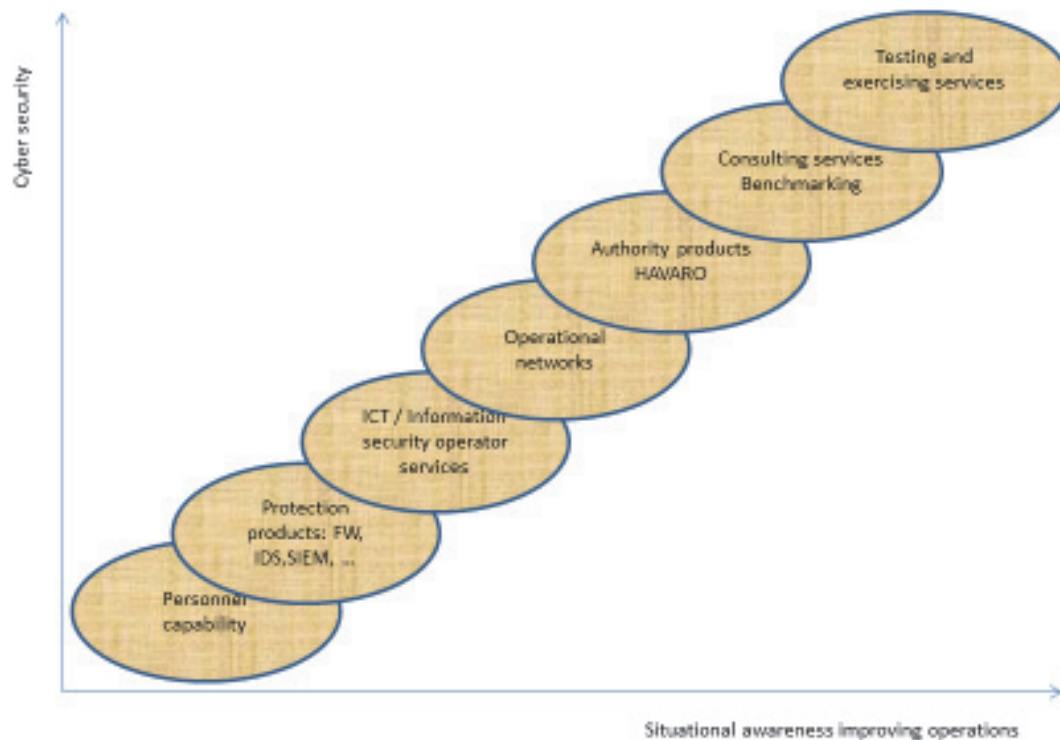 Cyber security
Testing and
exercising services
Consulting services
Benchmarking
Authority products
HAVARO
Operational
networks
ICT / Information
security operator
services
Protection
products: FW,
IDS,SIEM, ...
Personnel
capability
Situational awareness improving operations